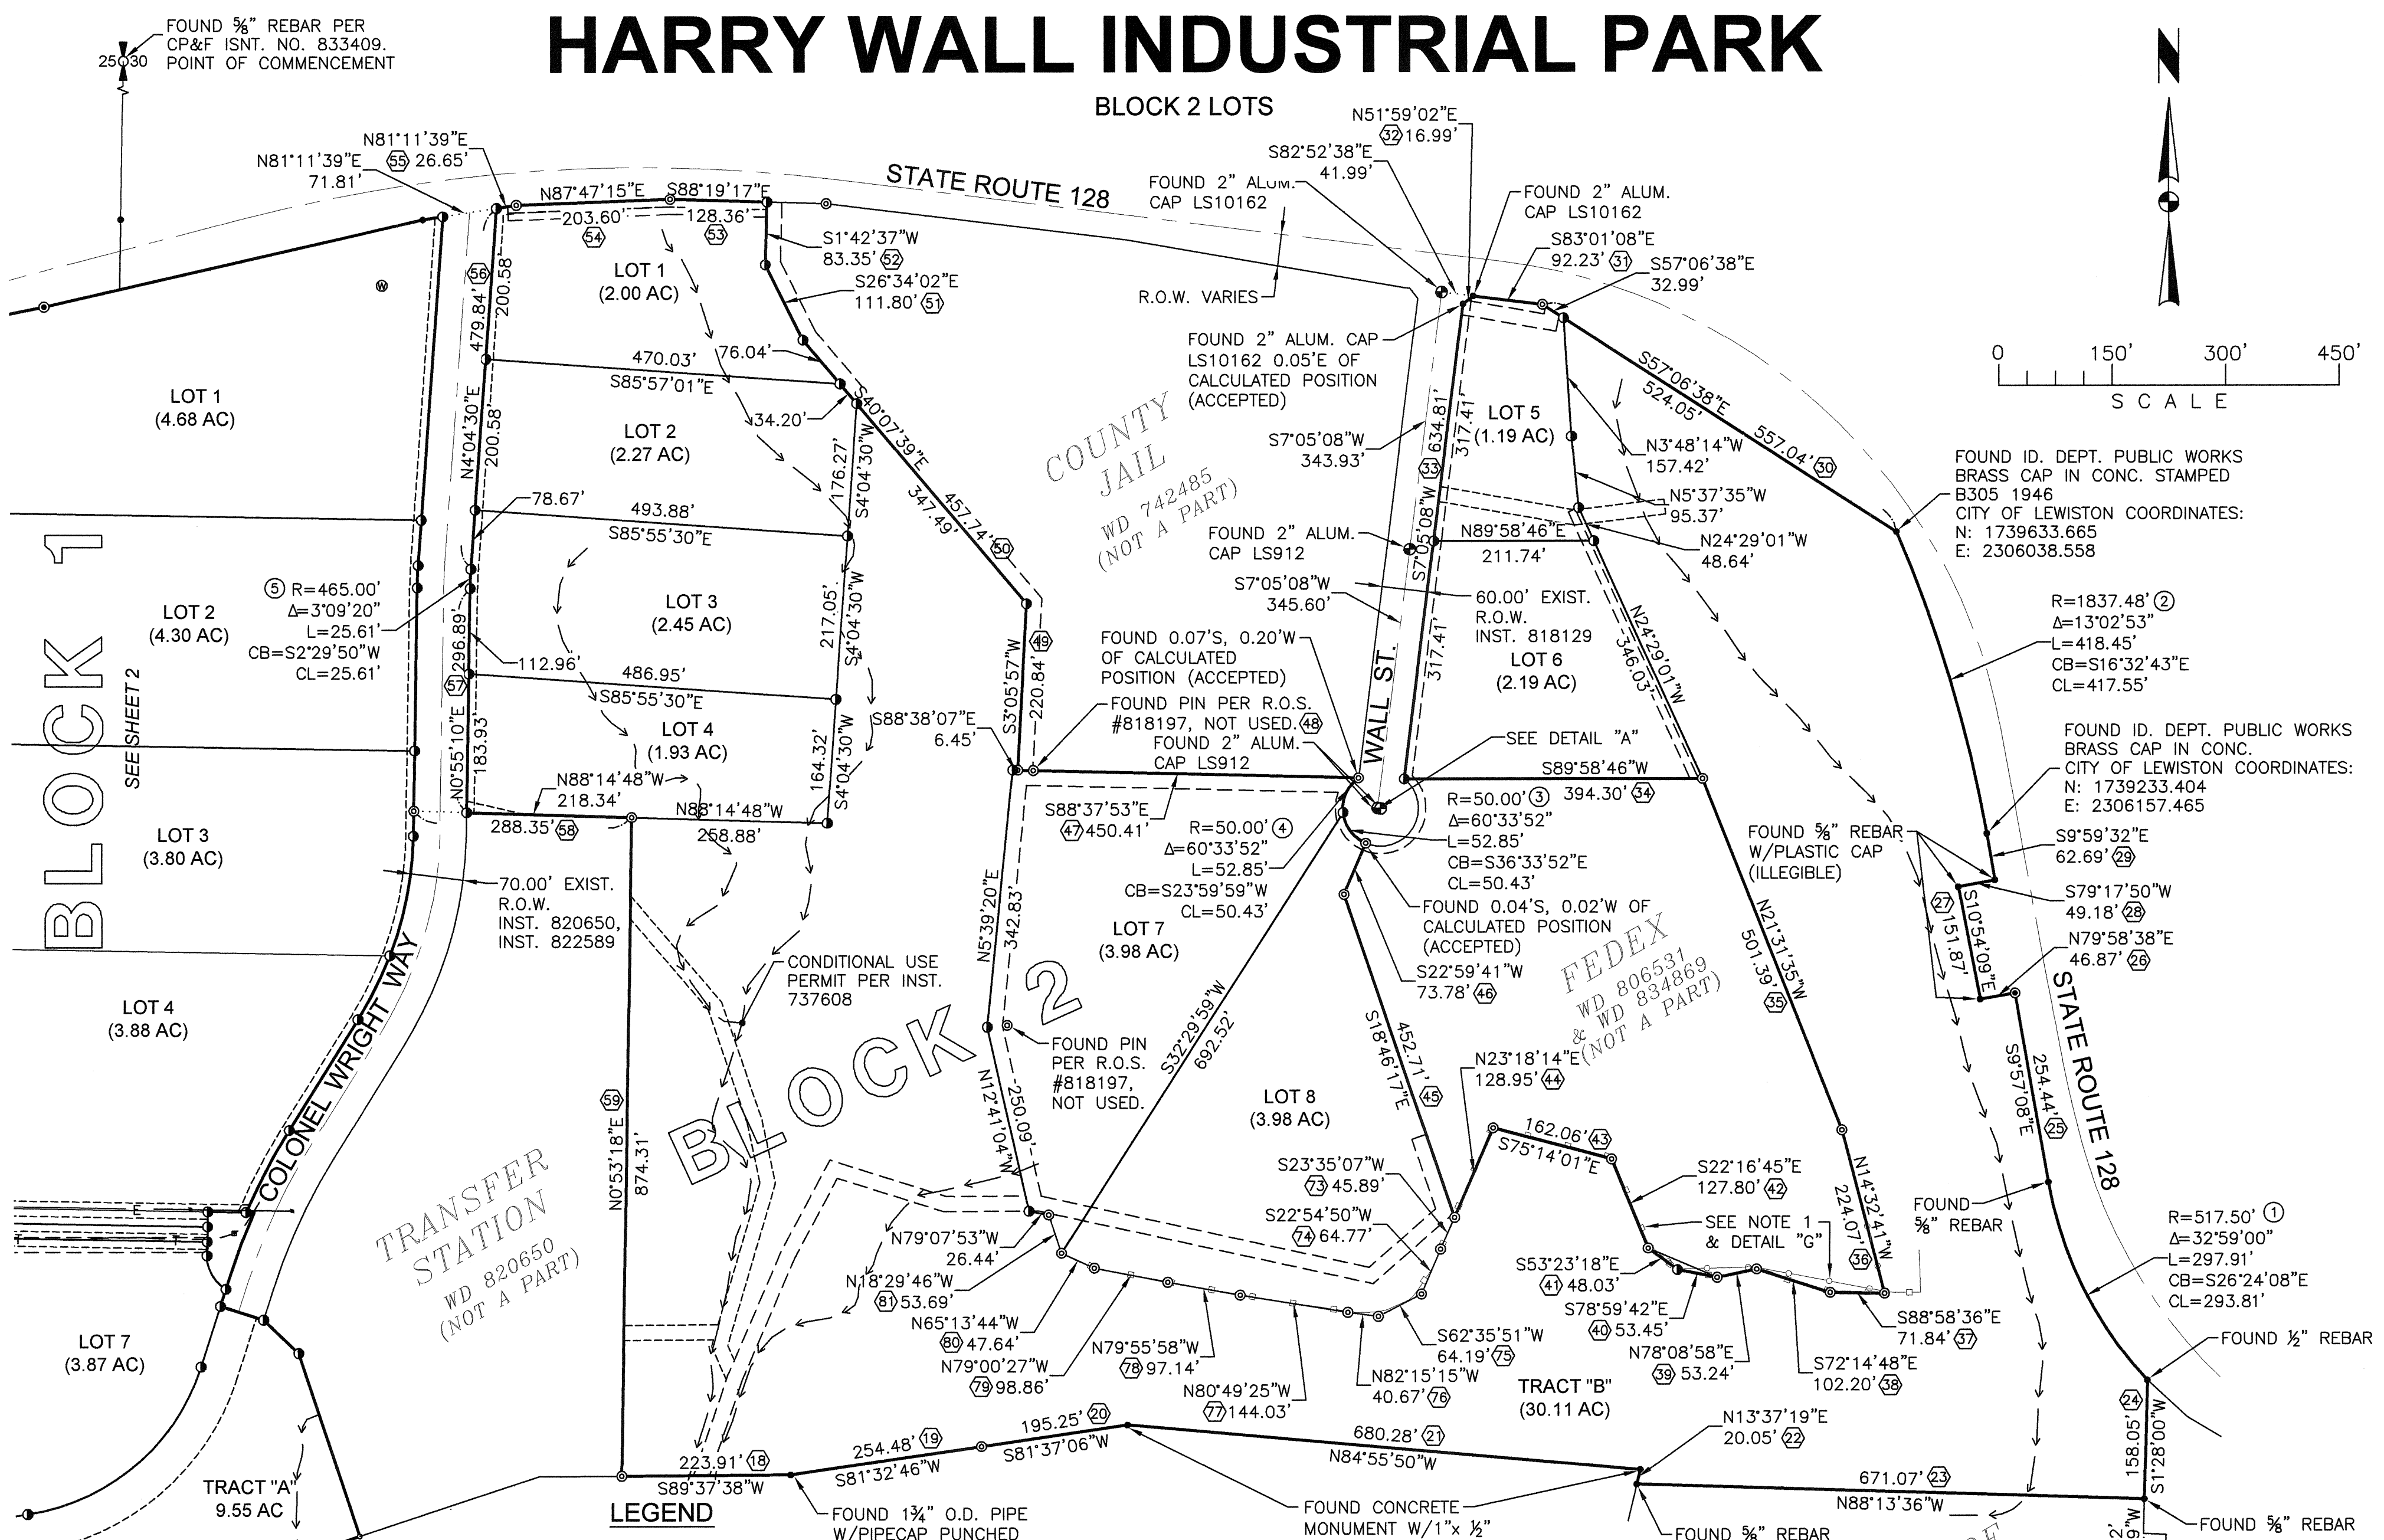 HARRY WALL INDUSTRIAL PARK
BLOCK 2 LOTS
FOUND ⅝" REBAR PER
CP&F ISNT. NO. 833409.
POINT OF COMMENCEMENT
25 30
N
0 150' 300' 450'
SCALE
N81°11'39"E
71.81'
N81°11'39"E
55 26.65'
N87°47'15"E
203.60'
54
S88°19'17"E
128.36'
53
STATE ROUTE 128
S1°42'37"W
83.35' 52
S26°34'02"E
111.80' 51
R.O.W. VARIES
FOUND 2" ALUM.
CAP LS10162
S82°52'38"E
41.99'
N51°59'02"E
32 16.99'
FOUND 2" ALUM.
CAP LS10162
S83°01'08"E
92.23' 31
S57°06'38"E
32.99'
FOUND 2" ALUM. CAP
LS10162 0.05'E OF
CALCULATED POSITION
(ACCEPTED)
S57°06'38"E
524.05'
557.04' 30
FOUND ID. DEPT. PUBLIC WORKS
BRASS CAP IN CONC. STAMPED
B305 1946
CITY OF LEWISTON COORDINATES:
N: 1739633.665
E: 2306038.558
R=1837.48' 2
Δ=13°02'53"
L=418.45'
CB=S16°32'43"E
CL=417.55'
FOUND ID. DEPT. PUBLIC WORKS
BRASS CAP IN CONC.
CITY OF LEWISTON COORDINATES:
N: 1739233.404
E: 2306157.465
W
LOT 1
(4.68 AC)
LOT 2
(4.30 AC)
LOT 3
(3.80 AC)
LOT 4
(3.88 AC)
LOT 7
(3.87 AC)
BLOCK 1
SEE SHEET 2
56
479.84'
N4°04'30"E
200.58'
200.58'
LOT 1
(2.00 AC)
470.03'
S85°57'01"E
76.04'
34.20'
S40°07'39"E
347.49'
457.74'
50
LOT 2
(2.27 AC)
176.27'
S4°04'30"W
78.67'
493.88'
S85°55'30"E
5 R=465.00'
Δ=3°09'20"
L=25.61'
CB=S2°29'50"W
CL=25.61'
LOT 3
(2.45 AC)
217.05'
S4°04'30"W
296.89'
57
N0°55'10"E
183.93'
112.96'
486.95'
S85°55'30"E
LOT 4
(1.93 AC)
164.32'
S4°04'30"W
N88°14'48"W
218.34'
288.35' 58
N88°14'48"W
258.88'
COUNTY
JAIL
WD 742485
(NOT A PART)
S7°05'08"W
343.93'
FOUND 2" ALUM.
CAP LS912
S7°05'08"W
345.60'
33 634.81'
S7°05'08"W
317.41'
317.41'
LOT 5
(1.19 AC)
N3°48'14"W
157.42'
N5°37'35"W
95.37'
N24°29'01"W
48.64'
N89°58'46"E
211.74'
60.00' EXIST.
R.O.W.
INST. 818129
LOT 6
(2.19 AC)
N24°29'01"W
346.03'
WALL ST.
49
S3°05'57"W
220.84'
S88°38'07"E
6.45'
FOUND 0.07'S, 0.20'W
OF CALCULATED
POSITION (ACCEPTED)
FOUND PIN PER R.O.S.
#818197, NOT USED. 48
FOUND 2" ALUM.
CAP LS912
SEE DETAIL "A"
S89°58'46"W
394.30' 34
S88°37'53"E
47 450.41'
R=50.00' 4
Δ=60°33'52"
L=52.85'
CB=S23°59'59"W
CL=50.43'
R=50.00' 3
Δ=60°33'52"
L=52.85'
CB=S36°33'52"E
CL=50.43'
FOUND 0.04'S, 0.02'W OF
CALCULATED POSITION
(ACCEPTED)
FOUND ⅝" REBAR
W/PLASTIC CAP
(ILLEGIBLE)
S9°59'32"E
62.69' 29
S79°17'50"W
49.18' 28
N79°58'38"E
46.87' 26
27 151.87'
S10°54'09"E
70.00' EXIST.
R.O.W.
INST. 820650,
INST. 822589
COLONEL WRIGHT WAY
CONDITIONAL USE
PERMIT PER INST.
737608
N5°39'20"E
342.83'
LOT 7
(3.98 AC)
BLOCK 2
FOUND PIN
PER R.O.S.
#818197,
NOT USED.
S32°29'59"W
692.52'
N12°41'04"W
250.09'
S22°59'41"W
73.78' 46
FEDEX
WD 806531
& WD 834869
(NOT A PART)
N21°31'35"W
501.39'
35
452.71'
S18°46'17"E
45
LOT 8
(3.98 AC)
N23°18'14"E
128.95' 44
162.06' 43
S75°14'01"E
S22°16'45"E
127.80' 42
SEE NOTE 1
& DETAIL "G"
N14°32'41"W
224.07'
36
STATE ROUTE 128
254.44'
S9°57'08"E
25
FOUND
⅝" REBAR
R=517.50' 1
Δ=32°59'00"
L=297.91'
CB=S26°24'08"E
CL=293.81'
FOUND ½" REBAR
59
N0°53'18"E
874.31'
TRANSFER
STATION
WD 820650
(NOT A PART)
E
T
N79°07'53"W
26.44'
N18°29'46"W
81 53.69'
N65°13'44"W
80 47.64'
N79°00'27"W
79 98.86'
N79°55'58"W
78 97.14'
N80°49'25"W
77 144.03'
N82°15'15"W
40.67' 76
S62°35'51"W
64.19' 75
S23°35'07"W
73 45.89'
S22°54'50"W
74 64.77'
S53°23'18"E
41 48.03'
S78°59'42"E
40 53.45'
N78°08'58"E
39 53.24'
S72°14'48"E
102.20' 38
S88°58'36"E
71.84' 37
TRACT "B"
(30.11 AC)
N13°37'19"E
20.05' 22
24
158.05'
S1°28'00"W
671.07' 23
N88°13'36"W
680.28' 21
N84°55'50"W
195.25' 20
S81°37'06"W
254.48' 19
S81°32'46"W
223.91' 18
S89°37'38"W
TRACT "A"
9.55 AC
LEGEND
FOUND 1¾" O.D. PIPE
W/PIPECAP PUNCHED
FOUND CONCRETE
MONUMENT W/1"x ½"
FOUND ⅝" REBAR
FOUND ⅝" REBAR